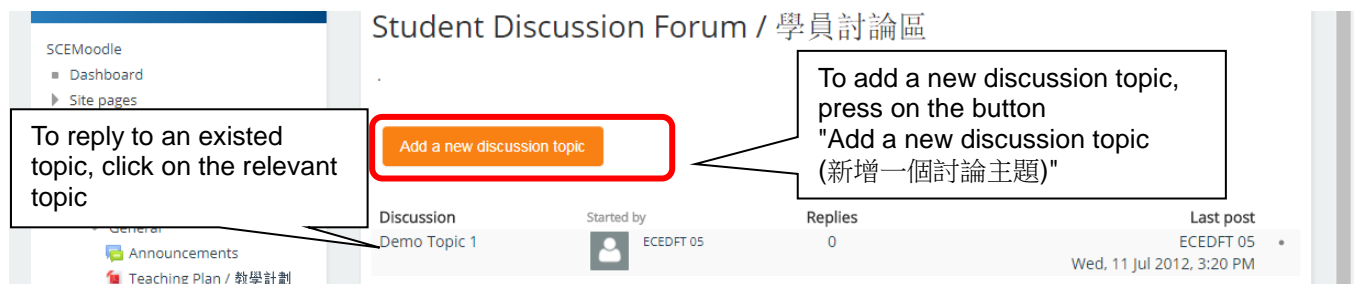 Student Discussion Forum / 學員討論區
SCEMoodle
Dashboard
Site pages
To reply to an existed
topic, click on the relevant
topic
General
Announcements
Teaching Plan / 教學計劃
.
Add a new discussion topic
To add a new discussion topic,
press on the button
"Add a new discussion topic
(新增一個討論主題)"
Discussion Started by Replies Last post
Demo Topic 1 ECEDFT 05 0 ECEDFT 05
Wed, 11 Jul 2012, 3:20 PM